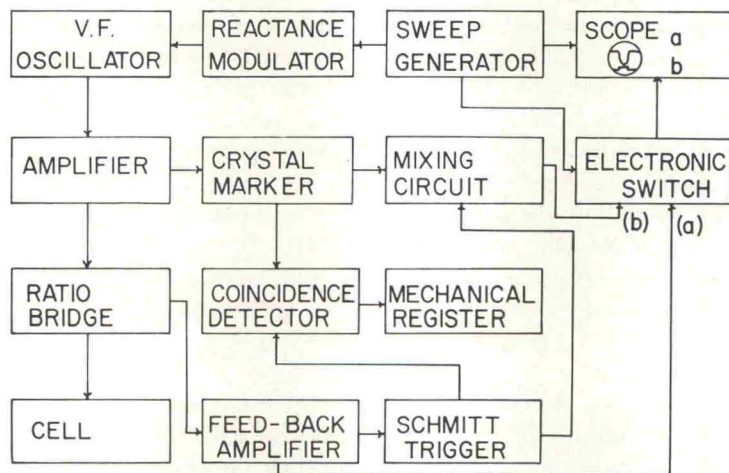 V.F.
OSCILLATOR
REACTANCE
MODULATOR
SWEEP
GENERATOR
SCOPE a
b
AMPLIFIER
CRYSTAL
MARKER
MIXING
CIRCUIT
ELECTRONIC
SWITCH
(b) (a)
RATIO
BRIDGE
COINCIDENCE
DETECTOR
MECHANICAL
REGISTER
CELL
FEED-BACK
AMPLIFIER
SCHMITT
TRIGGER